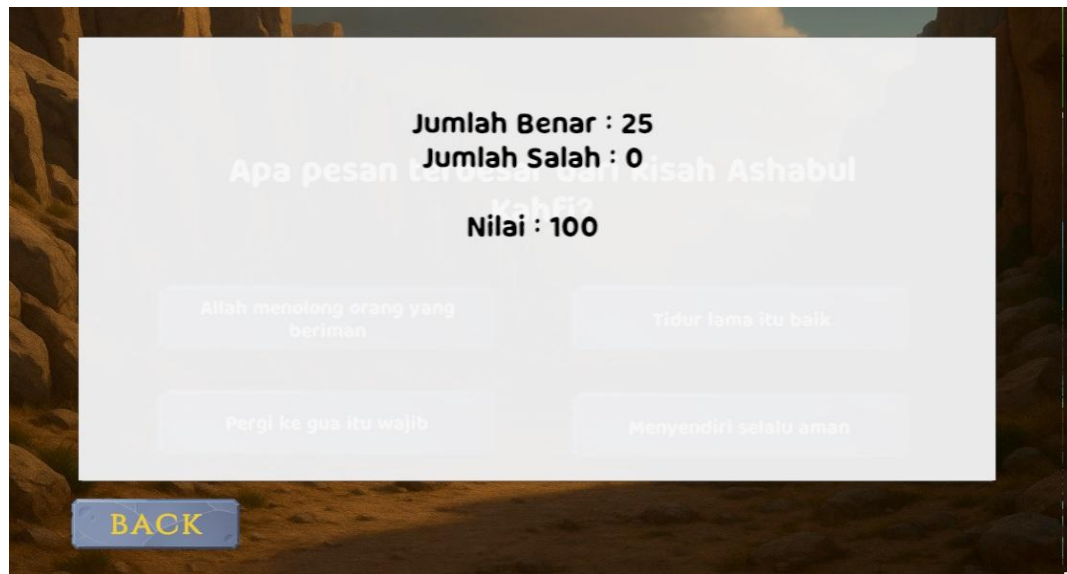 Jumlah Benar : 25
Jumlah Salah : 0
Apa pesan terbesar dari kisah Ashabul
Kahfi?
Nilai : 100
Allah menolong orang yang
beriman
Tidur lama itu baik
Pergi ke gua itu wajib
Menyendiri selalu aman
BACK